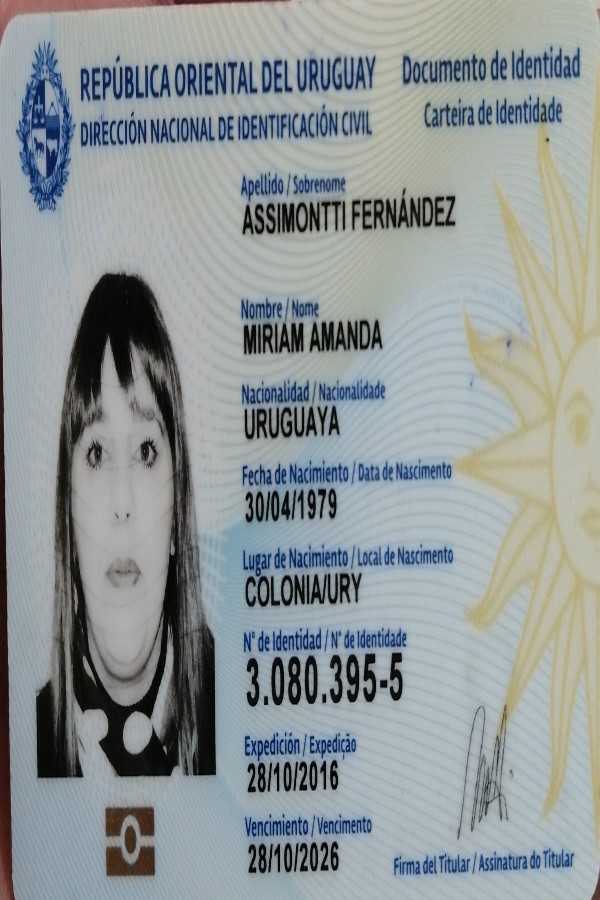 REPÚBLICA ORIENTAL DEL URUGUAY
DIRECCIÓN NACIONAL DE IDENTIFICACIÓN CIVIL
Documento de Identidad
Carteira de Identidade
Apellido / Sobrenome
ASSIMONTTI FERNÁNDEZ
Nombre / Nome
MIRIAM AMANDA
Nacionalidad / Nacionalidade
URUGUAYA
Fecha de Nacimiento / Data de Nascimento
30/04/1979
Lugar de Nacimiento / Local de Nascimento
COLONIA/URY
N° de Identidad / N° de Identidade
3.080.395-5
Expedición / Expedição
28/10/2016
Vencimiento / Vencimento
28/10/2026
Firma del Titular / Assinatura do Titular